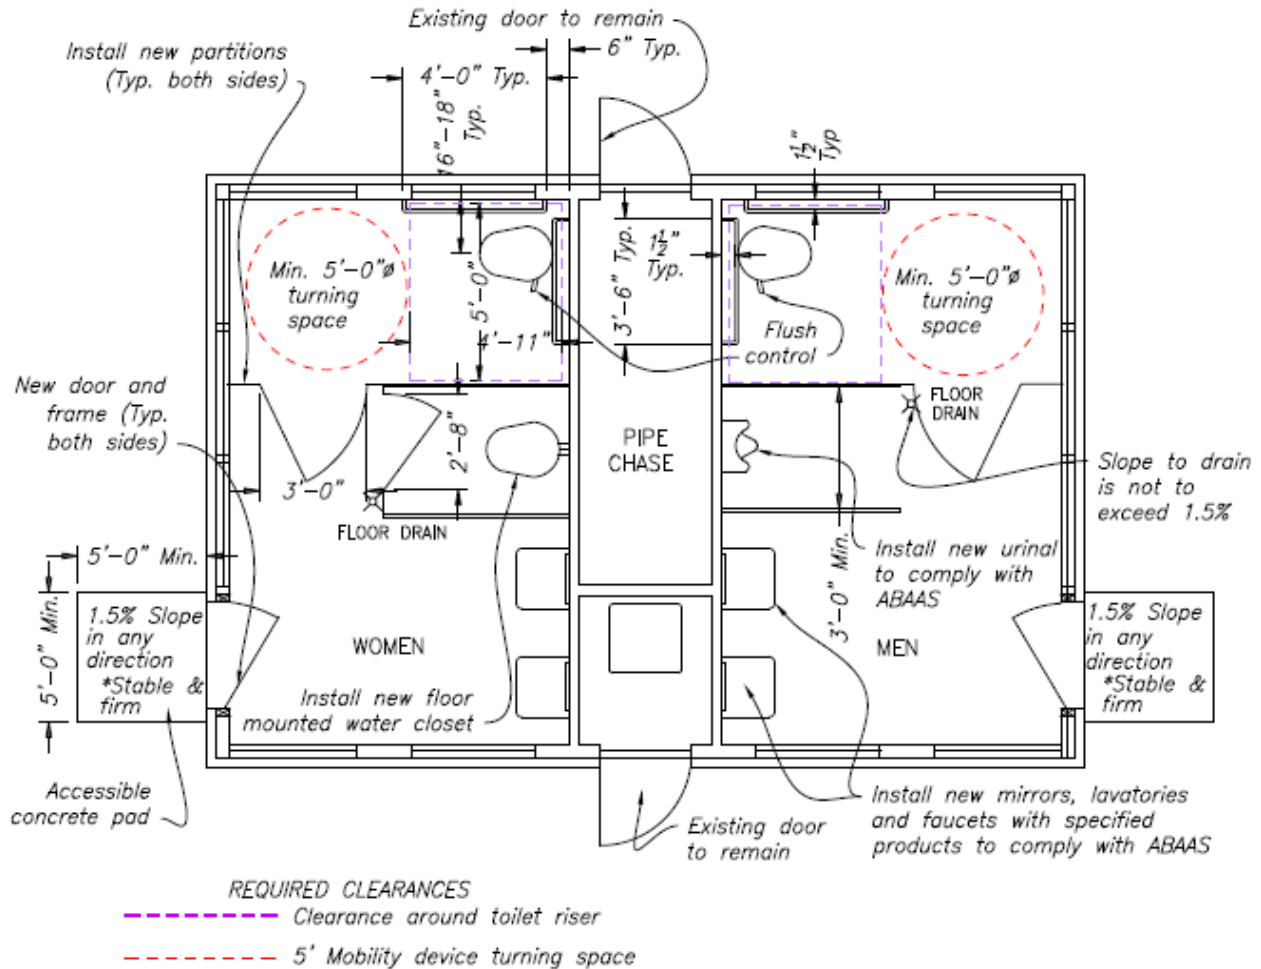 Existing door to remain
6" Typ.
Install new partitions
(Typ. both sides)
4'-0" Typ.
16"-18"
Typ.
1½"
Typ
Min. 5'-0"ø
turning
space
5'-0"
4'-11"
3'-6" Typ.
1½"
Typ.
Min. 5'-0"ø
turning
space
Flush
control
New door and
frame (Typ.
both sides)
3'-0"
2'-8"
FLOOR DRAIN
PIPE
CHASE
FLOOR
DRAIN
Slope to drain
is not to
exceed 1.5%
5'-0" Min.
5'-0" Min.
1.5% Slope
in any
direction
*Stable &
firm
WOMEN
Install new floor
mounted water closet
3'-0" Min.
Install new urinal
to comply with
ABAAS
MEN
1.5% Slope
in any
direction
*Stable &
firm
Accessible
concrete pad
Existing door
to remain
Install new mirrors, lavatories
and faucets with specified
products to comply with ABAAS
REQUIRED CLEARANCES
Clearance around toilet riser
5' Mobility device turning space